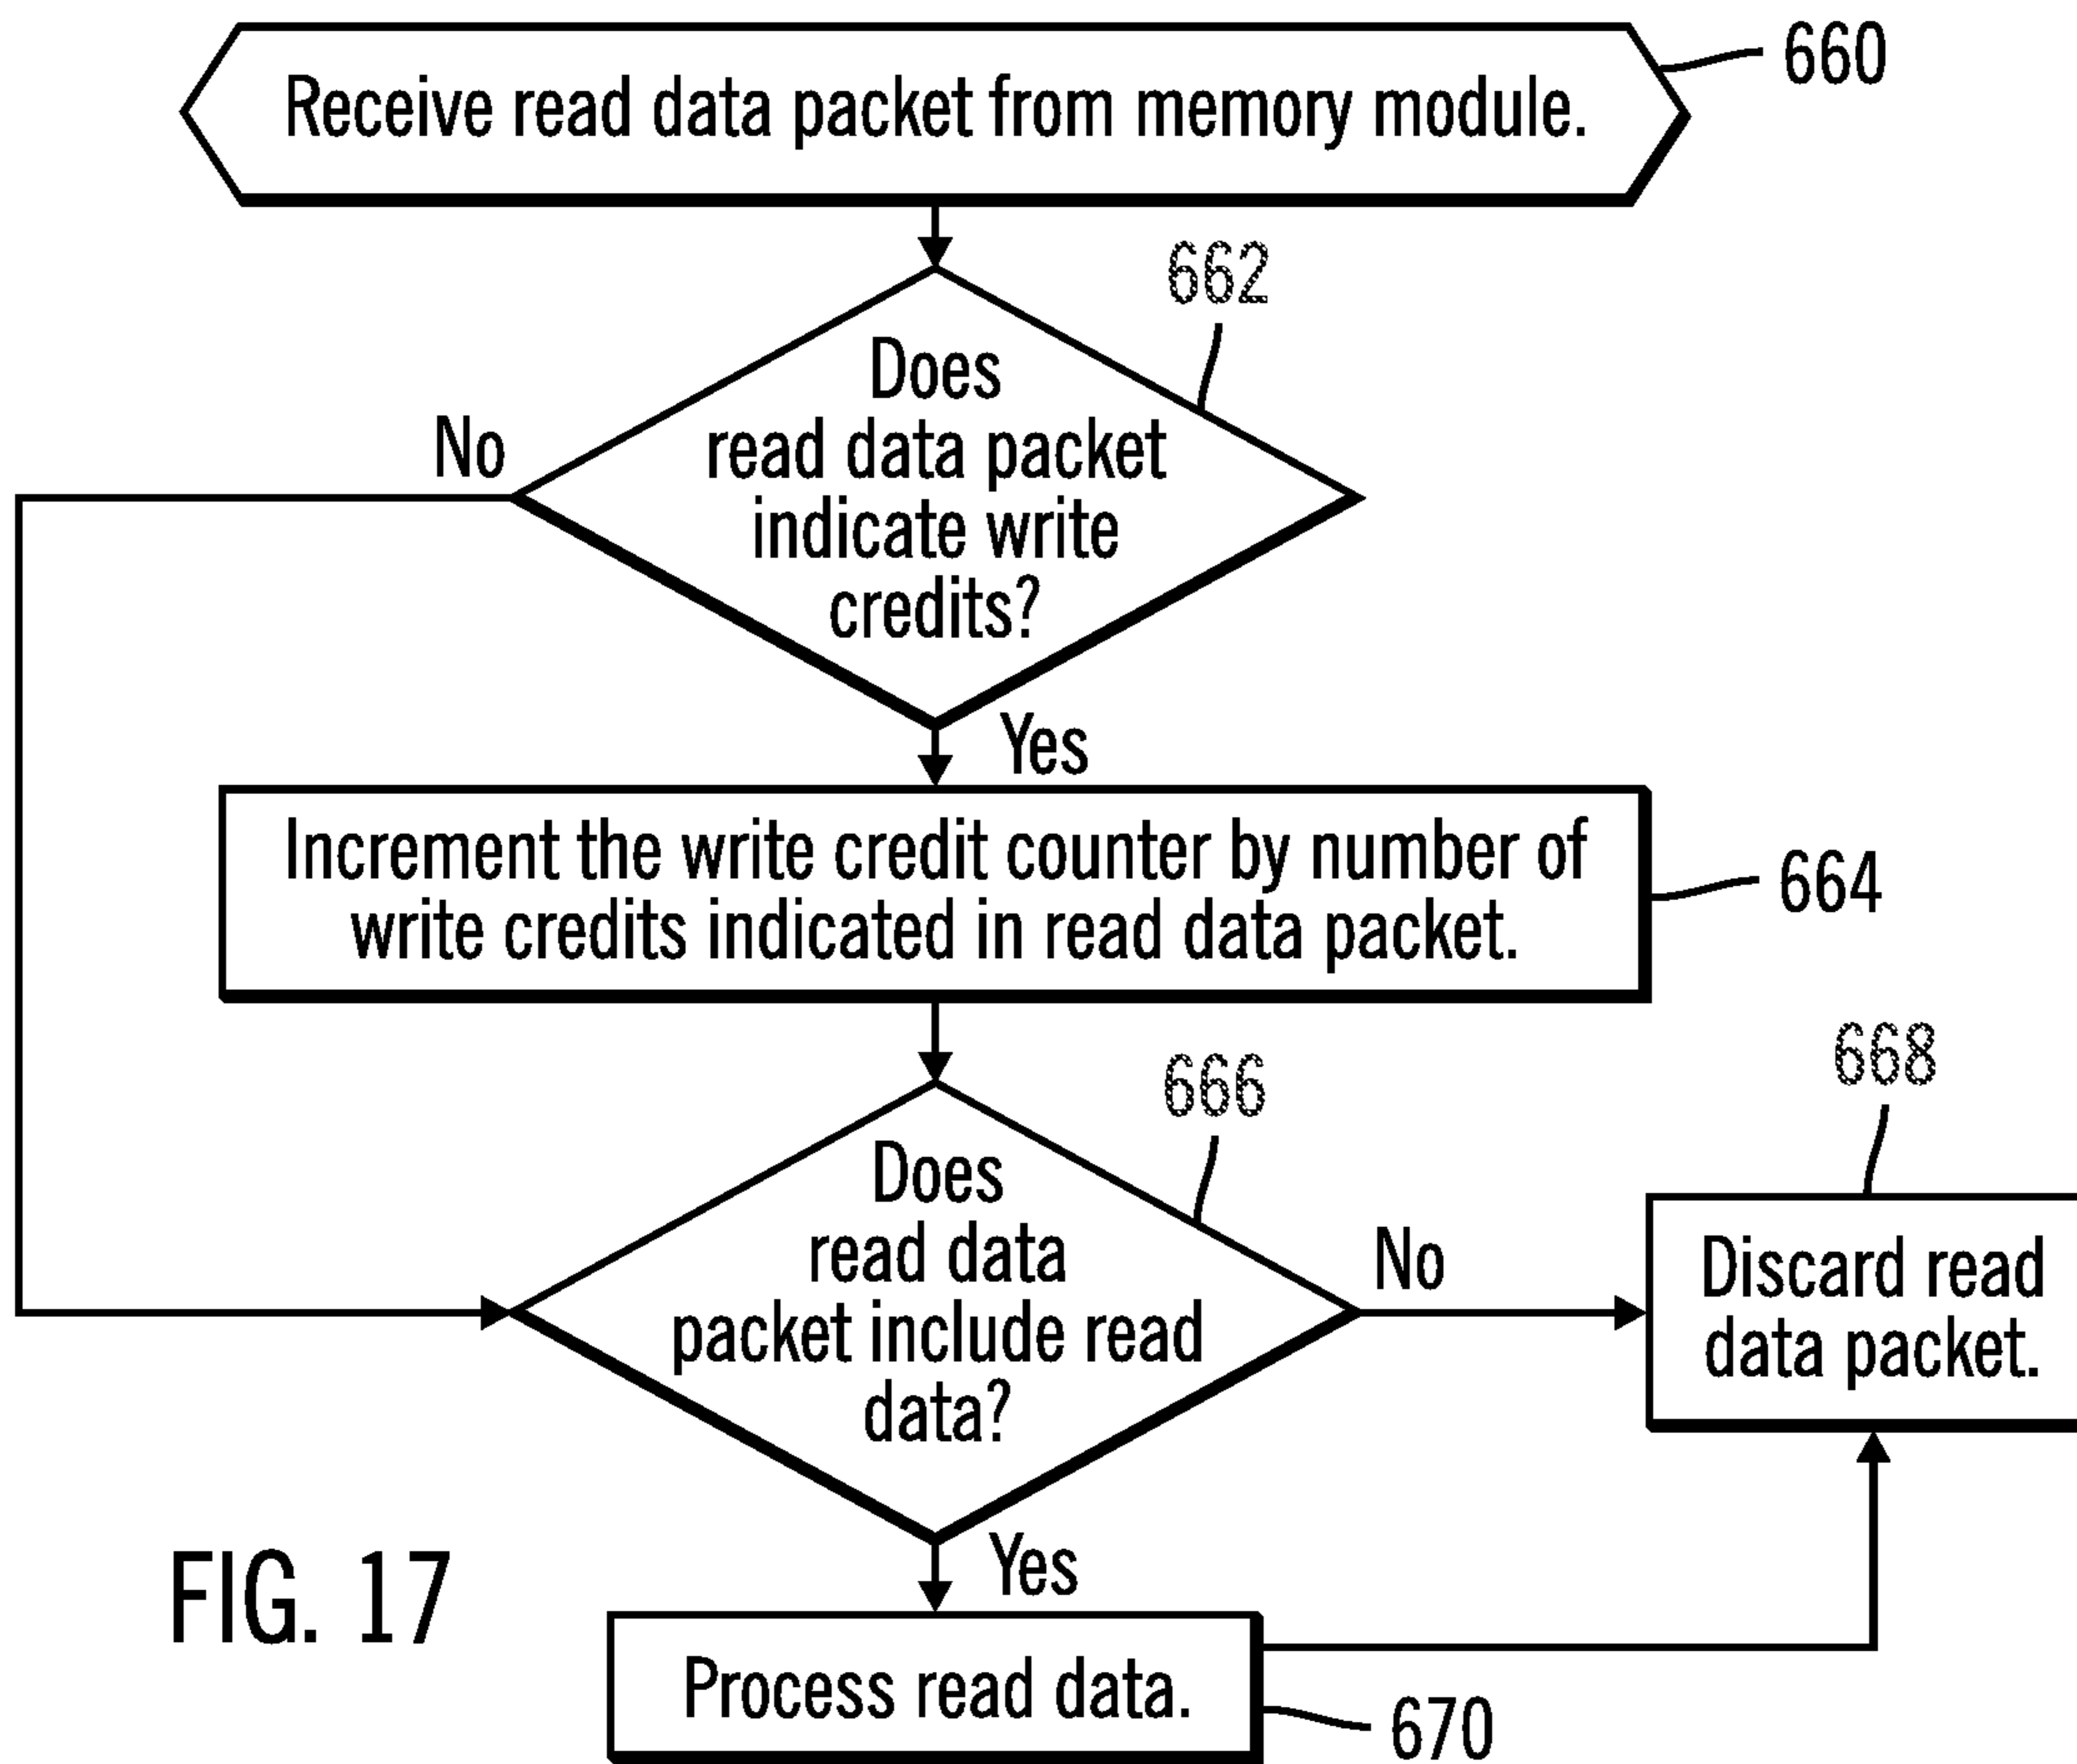 Receive read data packet from memory module.
660
662
Does
read data packet
indicate write
credits?
No
Yes
Increment the write credit counter by number of
write credits indicated in read data packet.
664
666
668
Does
read data
packet include read
data?
No
Discard read
data packet.
Yes
FIG. 17
Process read data.
670